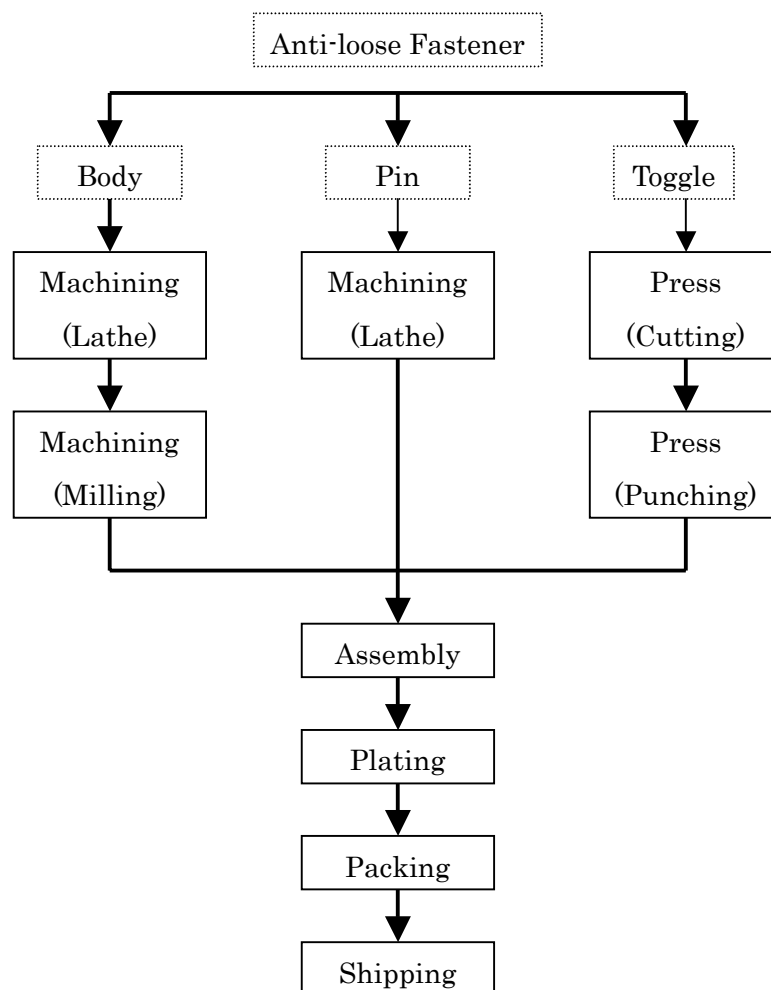 Anti-loose Fastener
Body
Pin
Toggle
Machining
(Lathe)
Machining
(Lathe)
Press
(Cutting)
Machining
(Milling)
Press
(Punching)
Assembly
Plating
Packing
Shipping